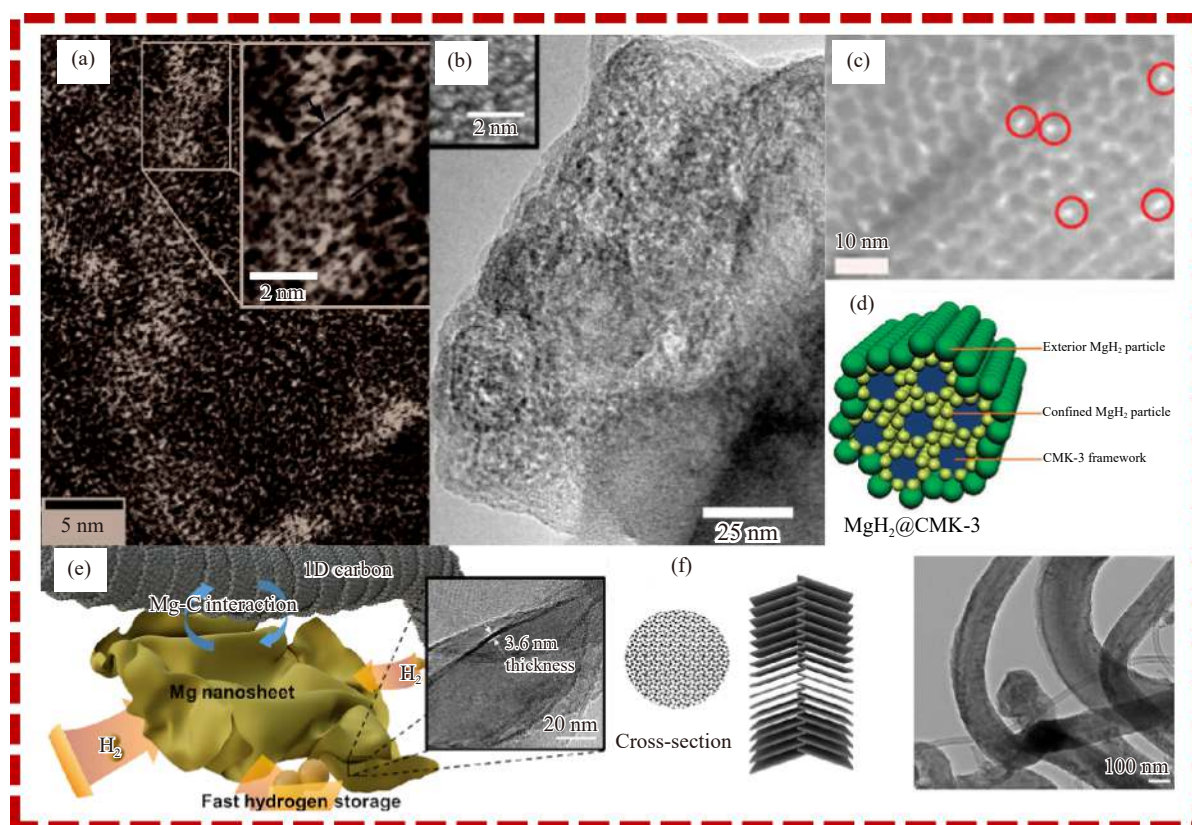 (a)
2 nm
5 nm
(b)
2 nm
25 nm
(c)
10 nm
(d)
Exterior MgH₂ particle
Confined MgH₂ particle
CMK-3 framework
MgH₂@CMK-3
(e)
1D carbon
Mg-C interaction
Mg nanosheet
H₂
H₂
Fast hydrogen storage
3.6 nm
thickness
20 nm
(f)
Cross-section
100 nm